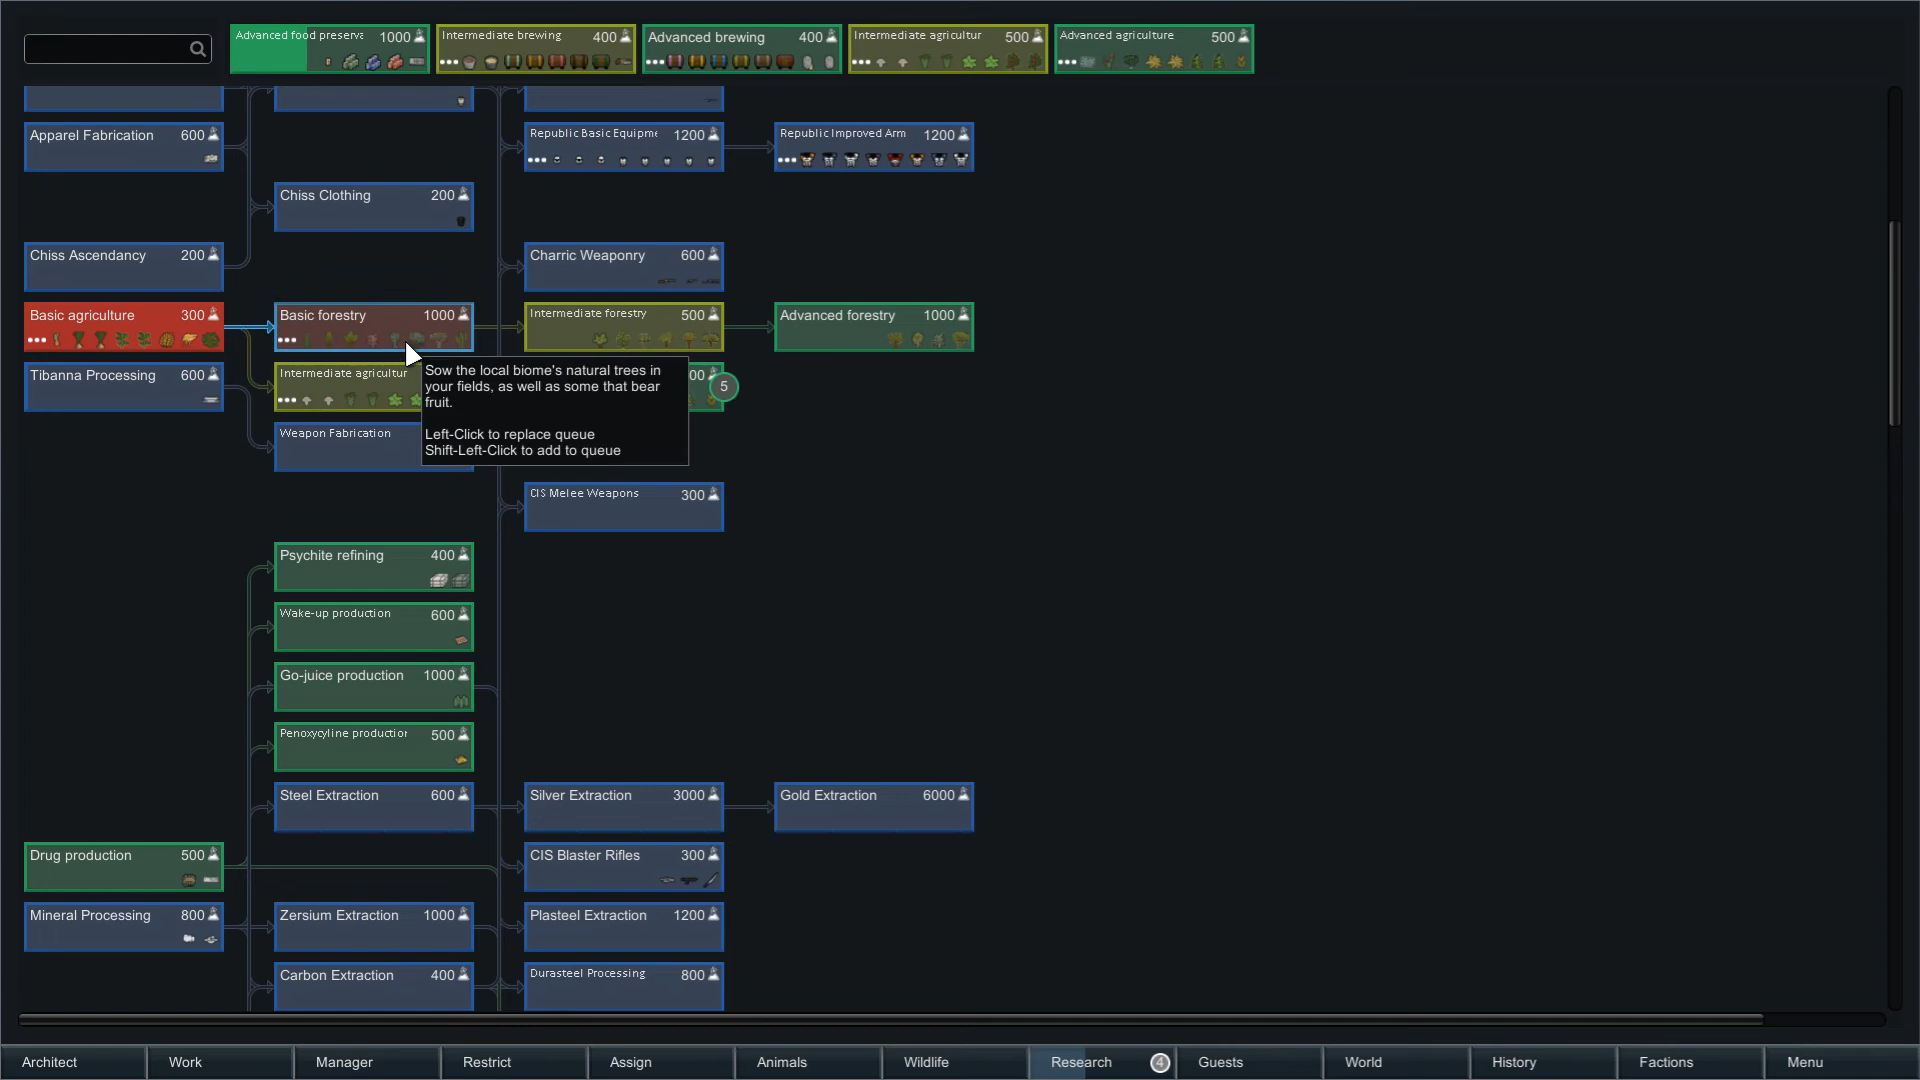 Advanced food preserva 1000
Intermediate brewing 400
Advanced brewing 400
Intermediate agricultur 500
Advanced agriculture 500
Apparel Fabrication 600
Republic Basic Equipme 1200
Republic Improved Arm 1200
Chiss Clothing 200
Chiss Ascendancy 200
Charric Weaponry 600
Basic agriculture 300
Basic forestry 1000
Intermediate forestry 500
Advanced forestry 1000
Tibanna Processing 600
Intermediate agricultur
00
5
Sow the local biome's natural trees in
your fields, as well as some that bear
fruit.
Left-Click to replace queue
Shift-Left-Click to add to queue
Weapon Fabrication
CIS Melee Weapons 300
Psychite refining 400
Wake-up production 600
Go-juice production 1000
Penoxycyline production 500
Steel Extraction 600
Silver Extraction 3000
Gold Extraction 6000
Drug production 500
CIS Blaster Rifles 300
Mineral Processing 800
Zersium Extraction 1000
Plasteel Extraction 1200
Carbon Extraction 400
Durasteel Processing 800
Architect
Work
Manager
Restrict
Assign
Animals
Wildlife
Research 4
Guests
World
History
Factions
Menu